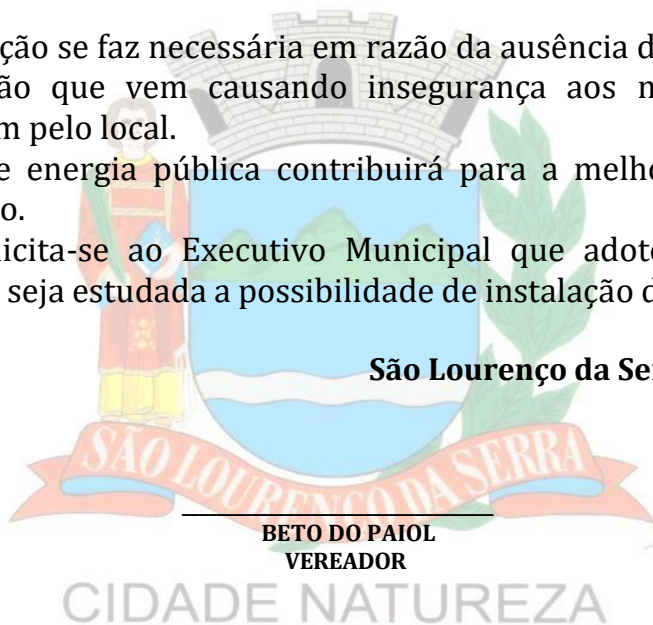 ção se faz necessária em razão da ausência d
ão que vem causando insegurança aos m
m pelo local.
e energia pública contribuirá para a melho
o.
licita-se ao Executivo Municipal que adot
seja estudada a possibilidade de instalação d
São Lourenço da Se
SÃO LOURENÇO DA SERRA
BETO DO PAIOL
VEREADOR
CIDADE NATUREZA